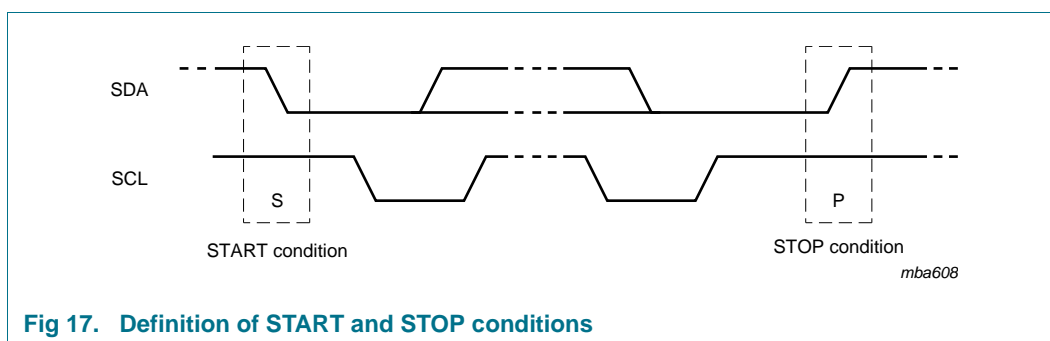 SDA
SCL
S
P
START condition
STOP condition
mba608
Fig 17. Definition of START and STOP conditions